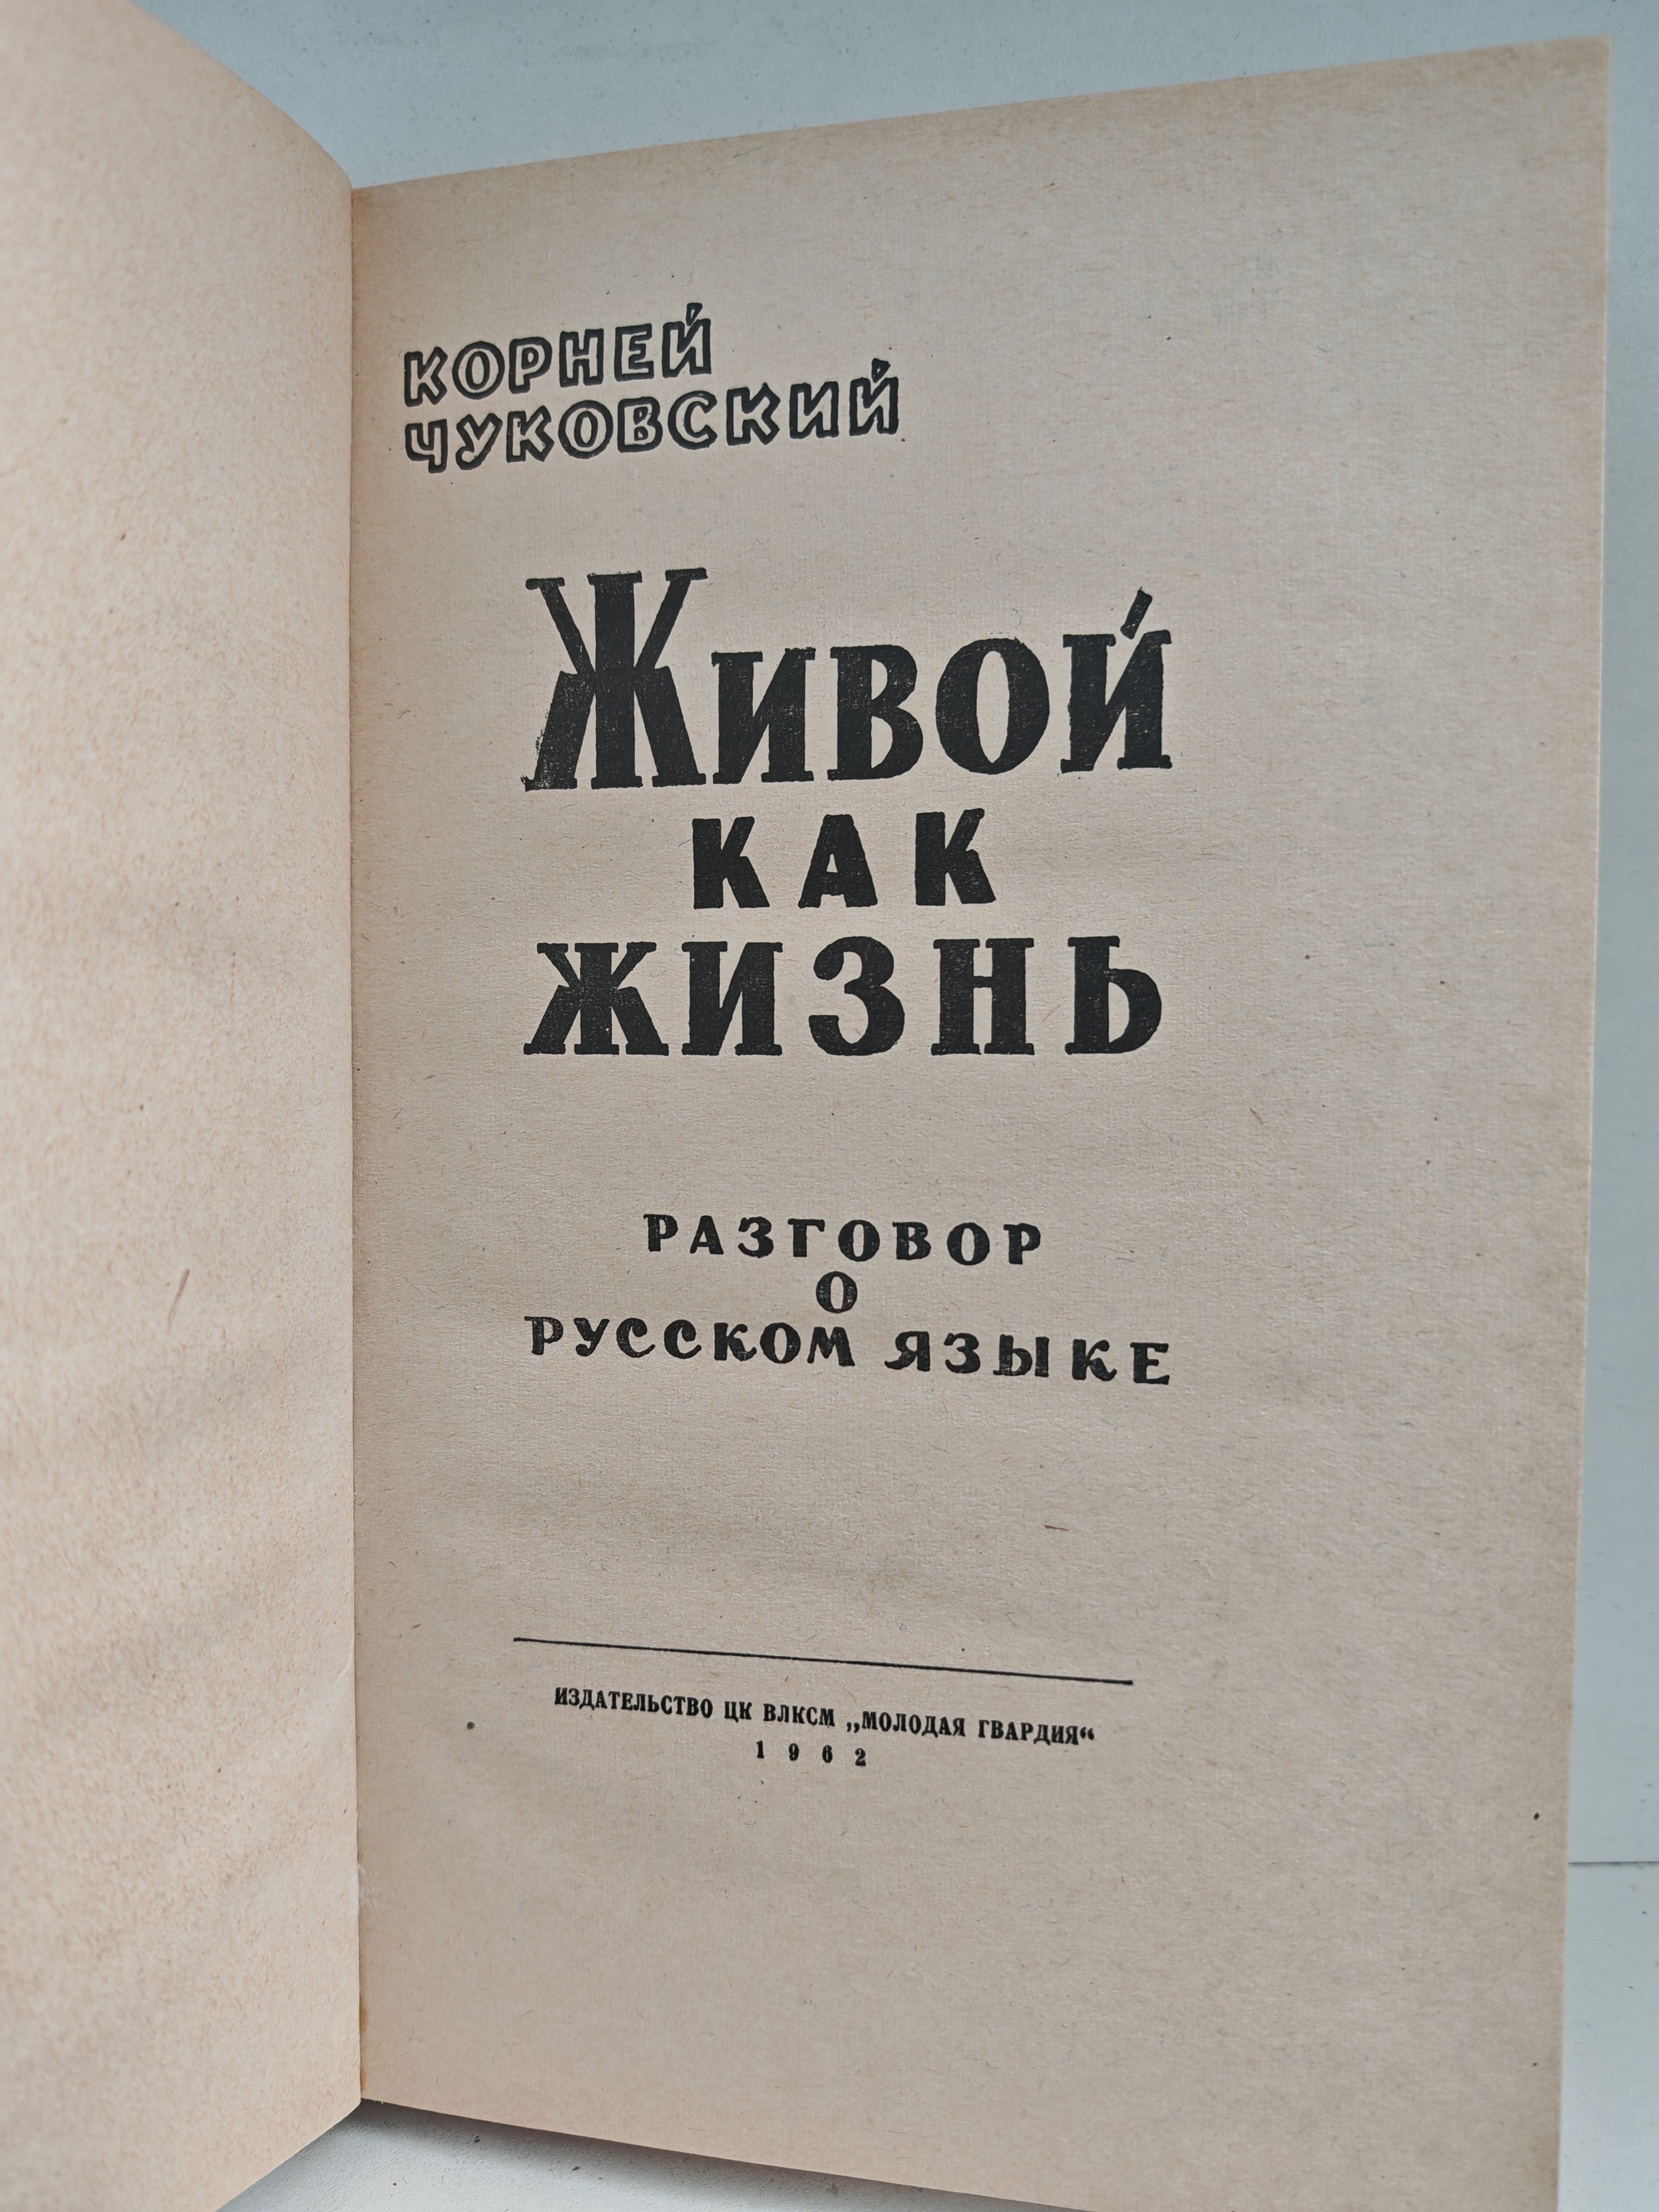 КОРНЕЙ
ЧУКОВСКИЙ
Живой
КАК
ЖИЗНЬ
РАЗГОВОР
О
РУССКОМ ЯЗЫКЕ
ИЗДАТЕЛЬСТВО ЦК ВЛКСМ „МОЛОДАЯ ГВАРДИЯ“
1962